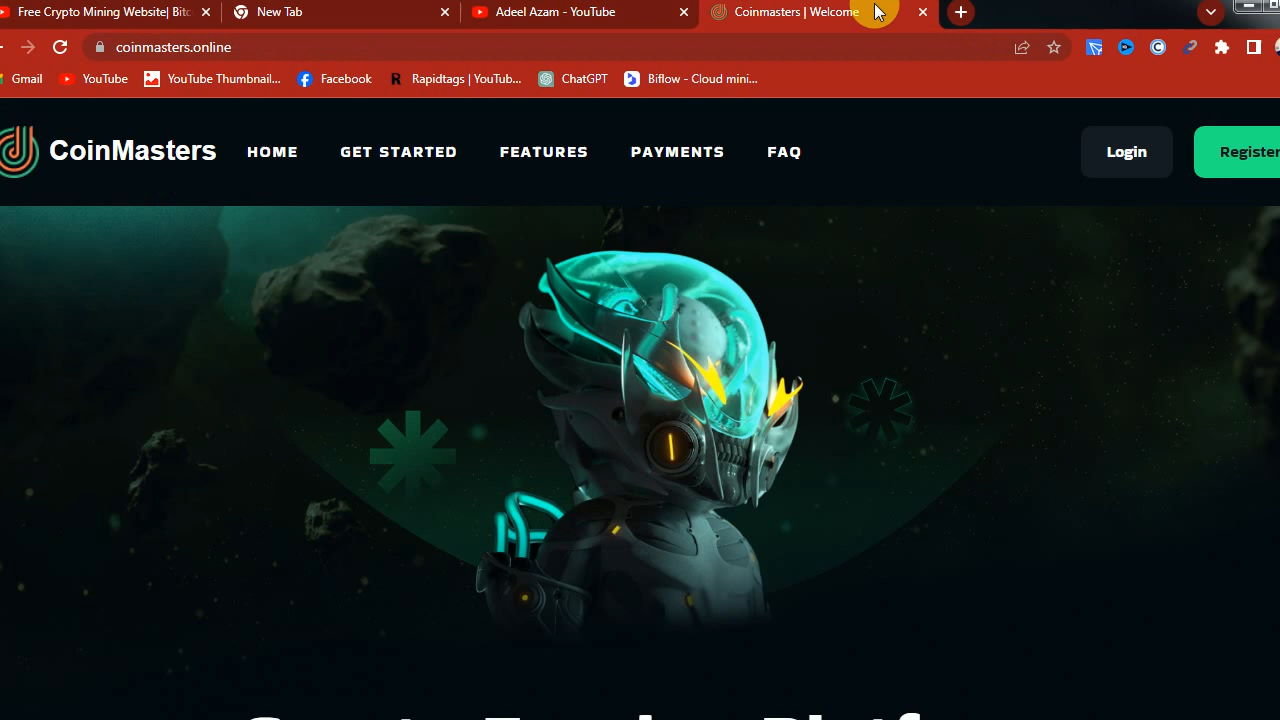 Free Crypto Mining Website| Bitc
New Tab
Adeel Azam - YouTube
Coinmasters | Welcome
coinmasters.online
Gmail
YouTube
YouTube Thumbnail...
Facebook
Rapidtags | YouTub...
ChatGPT
Biflow - Cloud mini...
CoinMasters
HOME
GET STARTED
FEATURES
PAYMENTS
FAQ
Login
Register